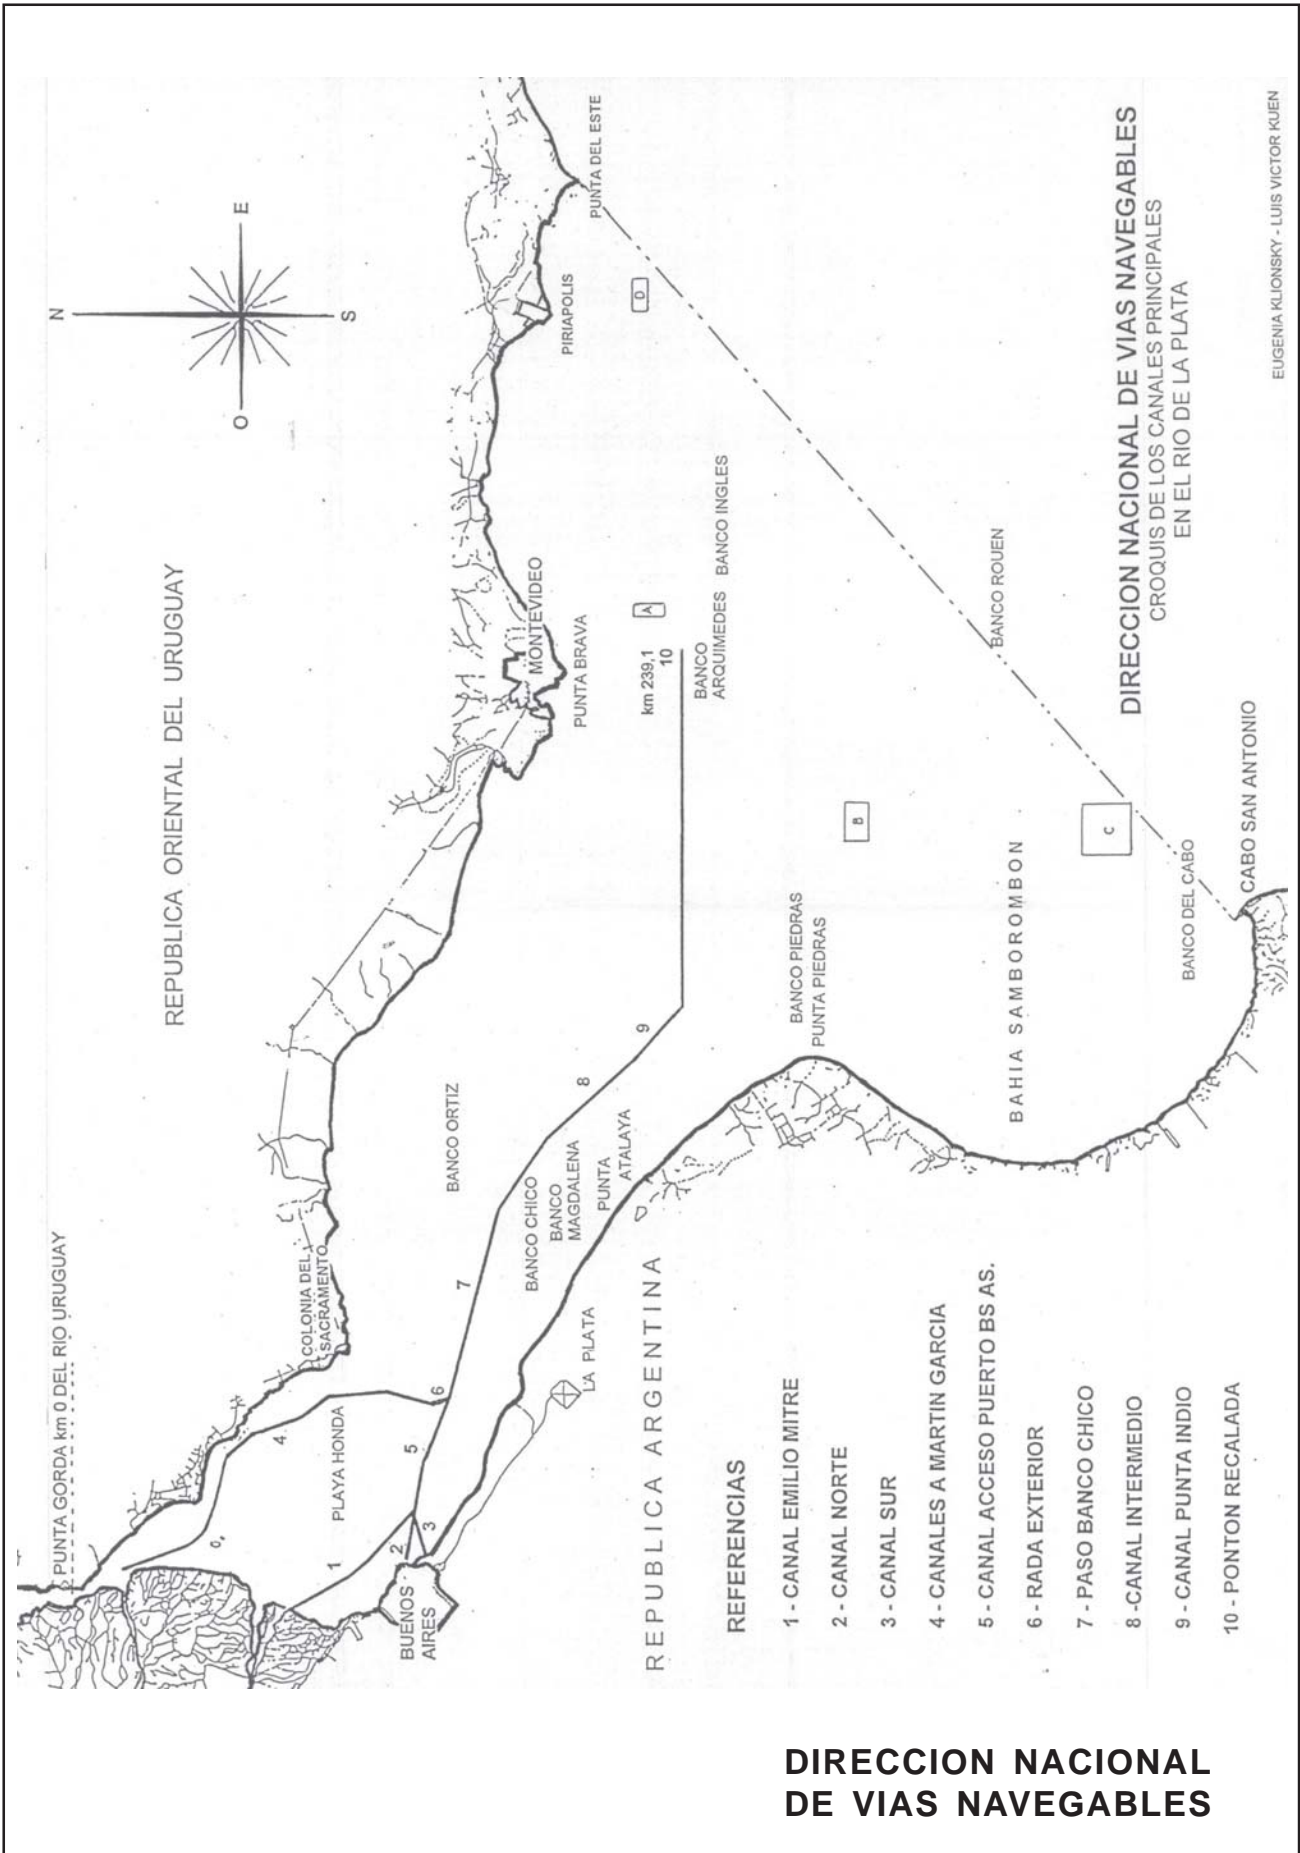 N
O
E
S
REPUBLICA ORIENTAL DEL URUGUAY
PUNTA GORDA km 0 DEL RIO URUGUAY
COLONIA DEL
SACRAMENTO
MONTEVIDEO
PUNTA BRAVA
PIRIAPOLIS
PUNTA DEL ESTE
PLAYA HONDA
BANCO ORTIZ
BUENOS
AIRES
1
2
3
4
5
6
7
8
9
km 239,1
10
A
B
C
D
BANCO CHICO
BANCO
MAGDALENA
PUNTA
ATALAYA
LA PLATA
BANCO
ARQUIMEDES
BANCO INGLES
BANCO PIEDRAS
PUNTA PIEDRAS
BANCO ROUEN
BAHIA SAMBOROMBON
BANCO DEL CABO
CABO SAN ANTONIO
REPUBLICA ARGENTINA
REFERENCIAS
1 - CANAL EMILIO MITRE
2 - CANAL NORTE
3 - CANAL SUR
4 - CANALES A MARTIN GARCIA
5 - CANAL ACCESO PUERTO BS AS.
6 - RADA EXTERIOR
7 - PASO BANCO CHICO
8 -CANAL INTERMEDIO
9 - CANAL PUNTA INDIO
10 - PONTON RECALADA
DIRECCION NACIONAL DE VIAS NAVEGABLES
CROQUIS DE LOS CANALES PRINCIPALES
EN EL RIO DE LA PLATA
EUGENIA KLIONSKY - LUIS VICTOR KUEN
DIRECCION NACIONAL
DE VIAS NAVEGABLES